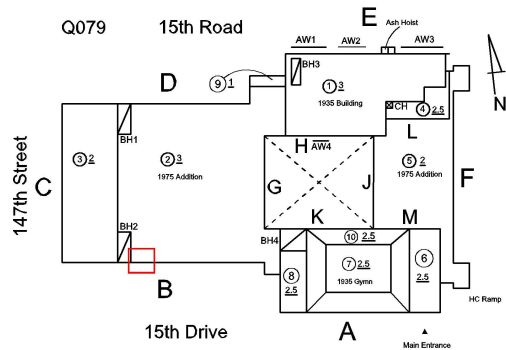 Q079
15th Road
E
Ash Hoist
AW1
AW2
AW3
N
BH3
9 1
1 3
1935 Building
D
CH
4 2.5
L
BH1
H
AW4
3 2
2 3
1975 Addition
5 2
1975 Addition
147th Street
C
G
J
F
BH2
K
M
BH4
10 2.5
7 2.5
1935 Gymn
8
2.5
6
2.5
B
HC Ramp
15th Drive
A
Main Entrance